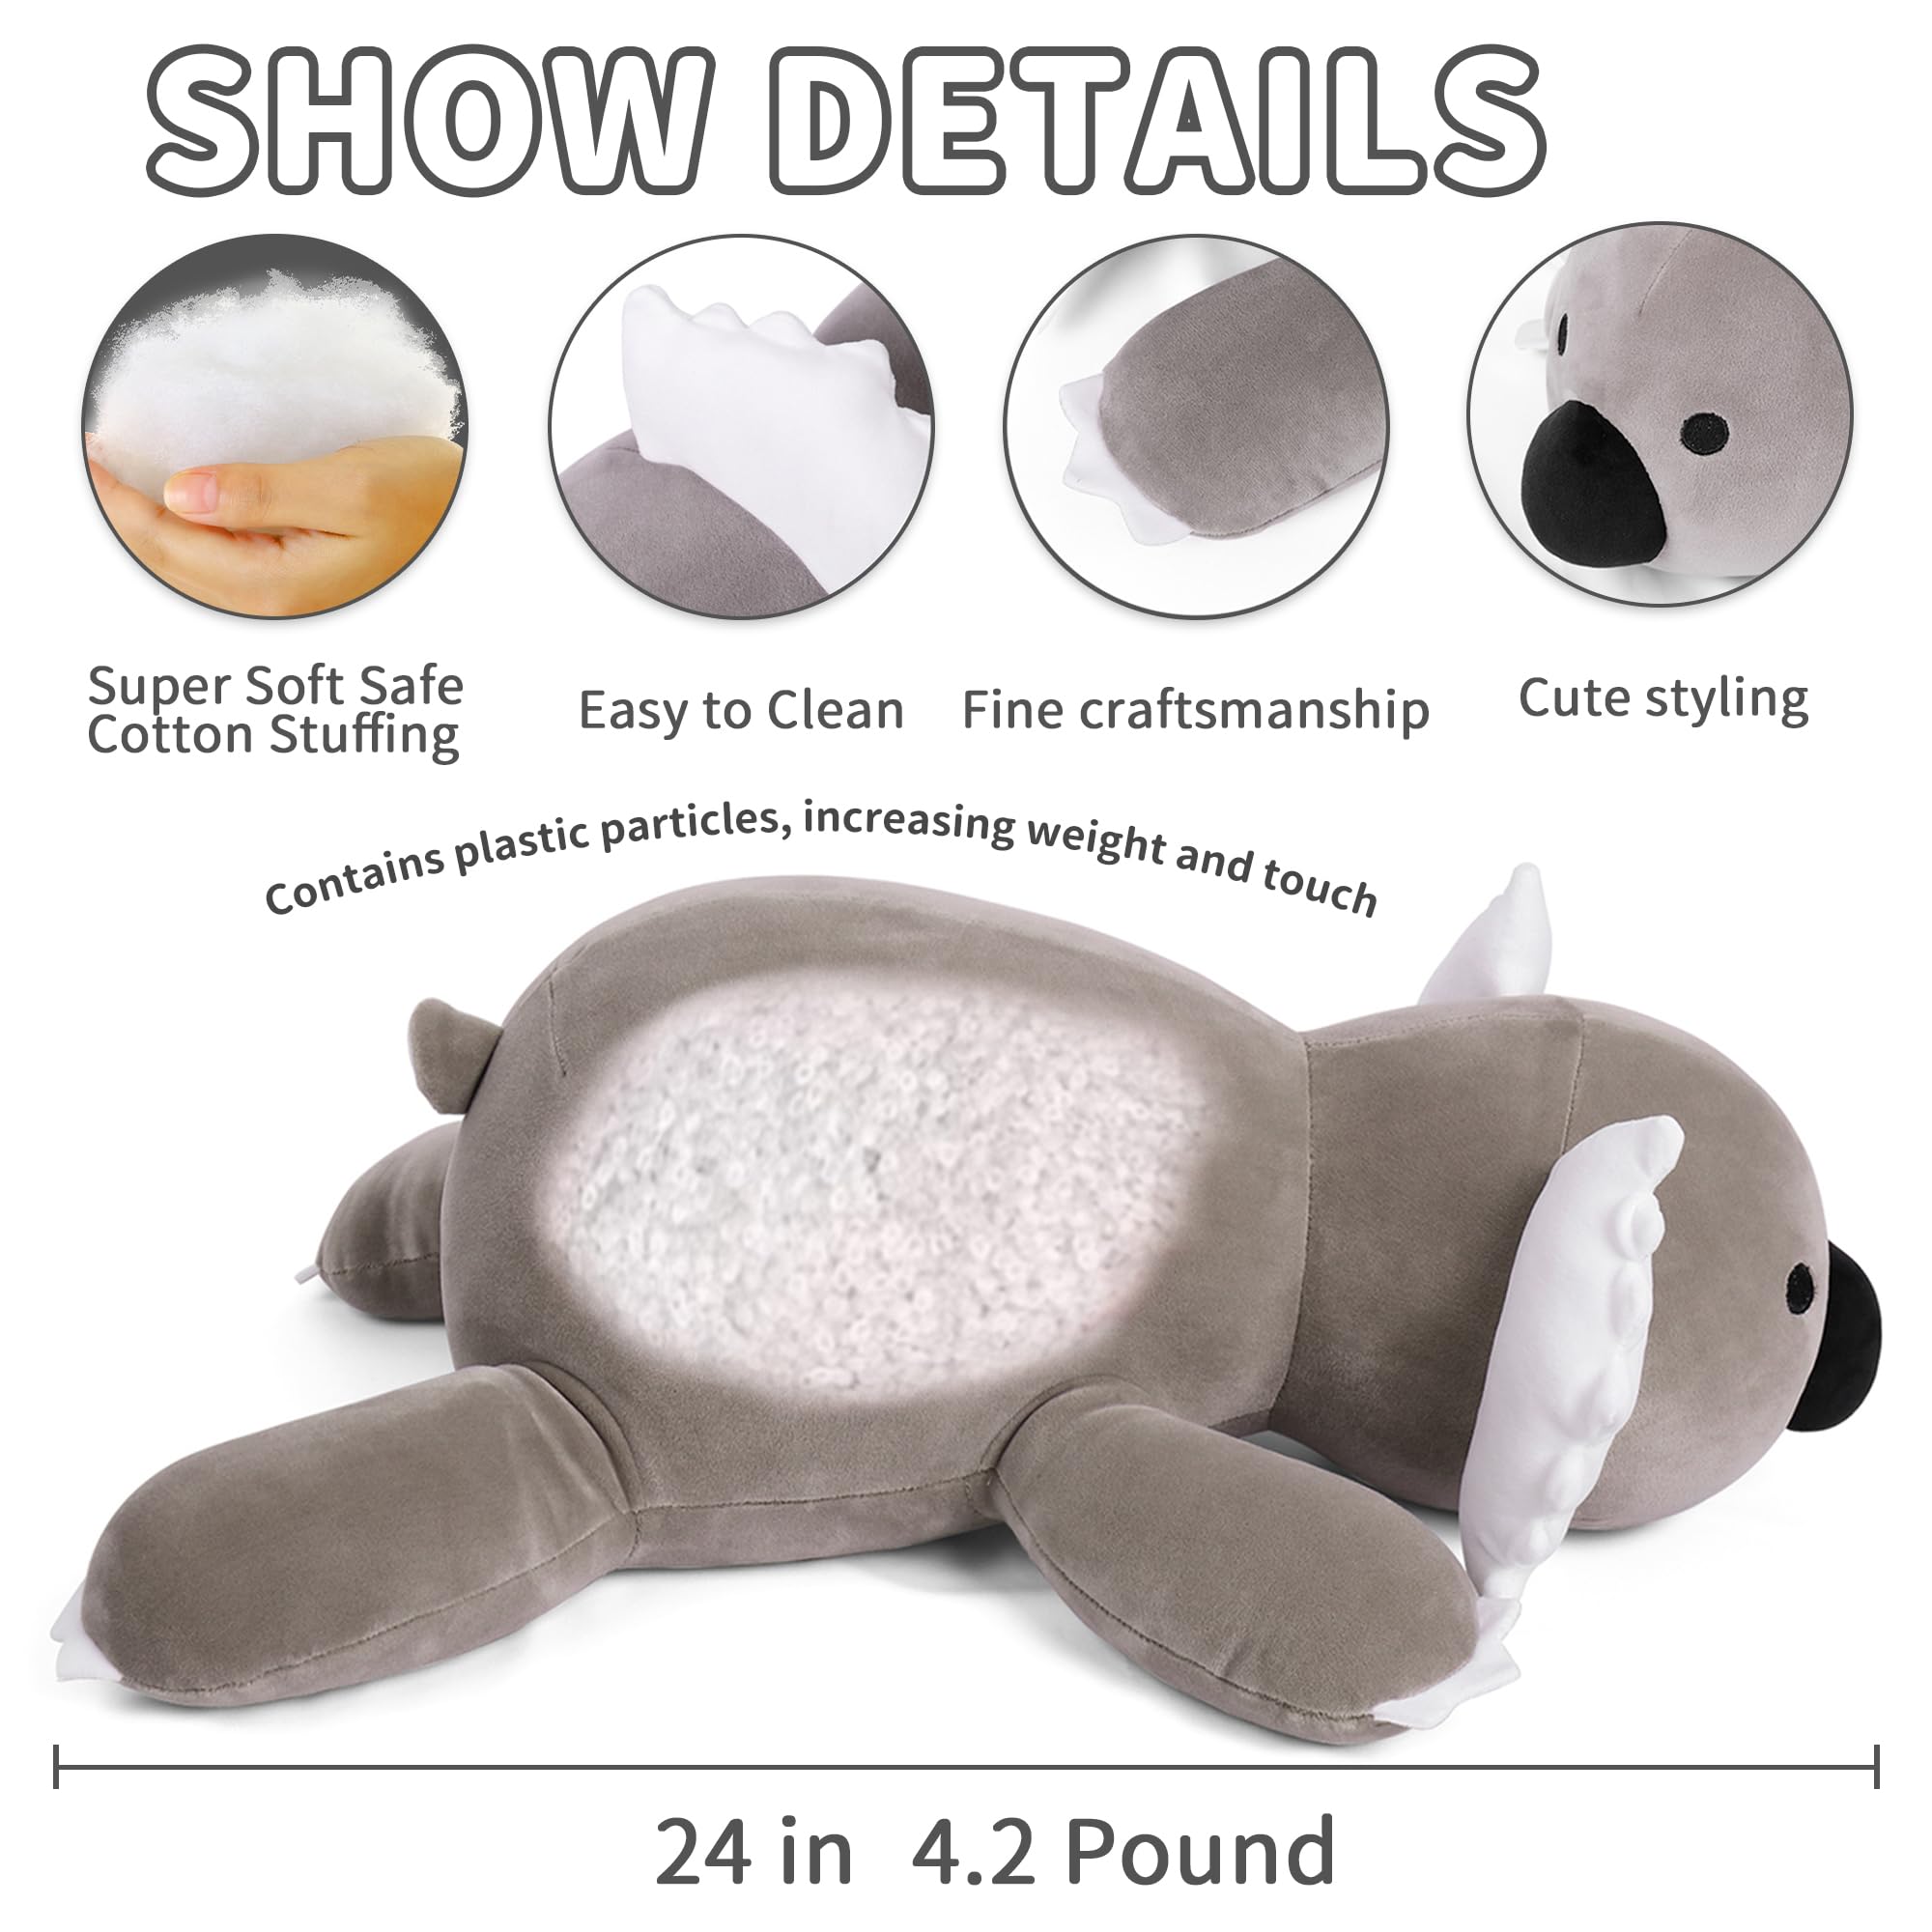 SHOW DETAILS
Super Soft Safe
Cotton Stuffing
Easy to Clean
Fine craftsmanship
Cute styling
Contains plastic particles, increasing weight and touch
24 in 4.2 Pound